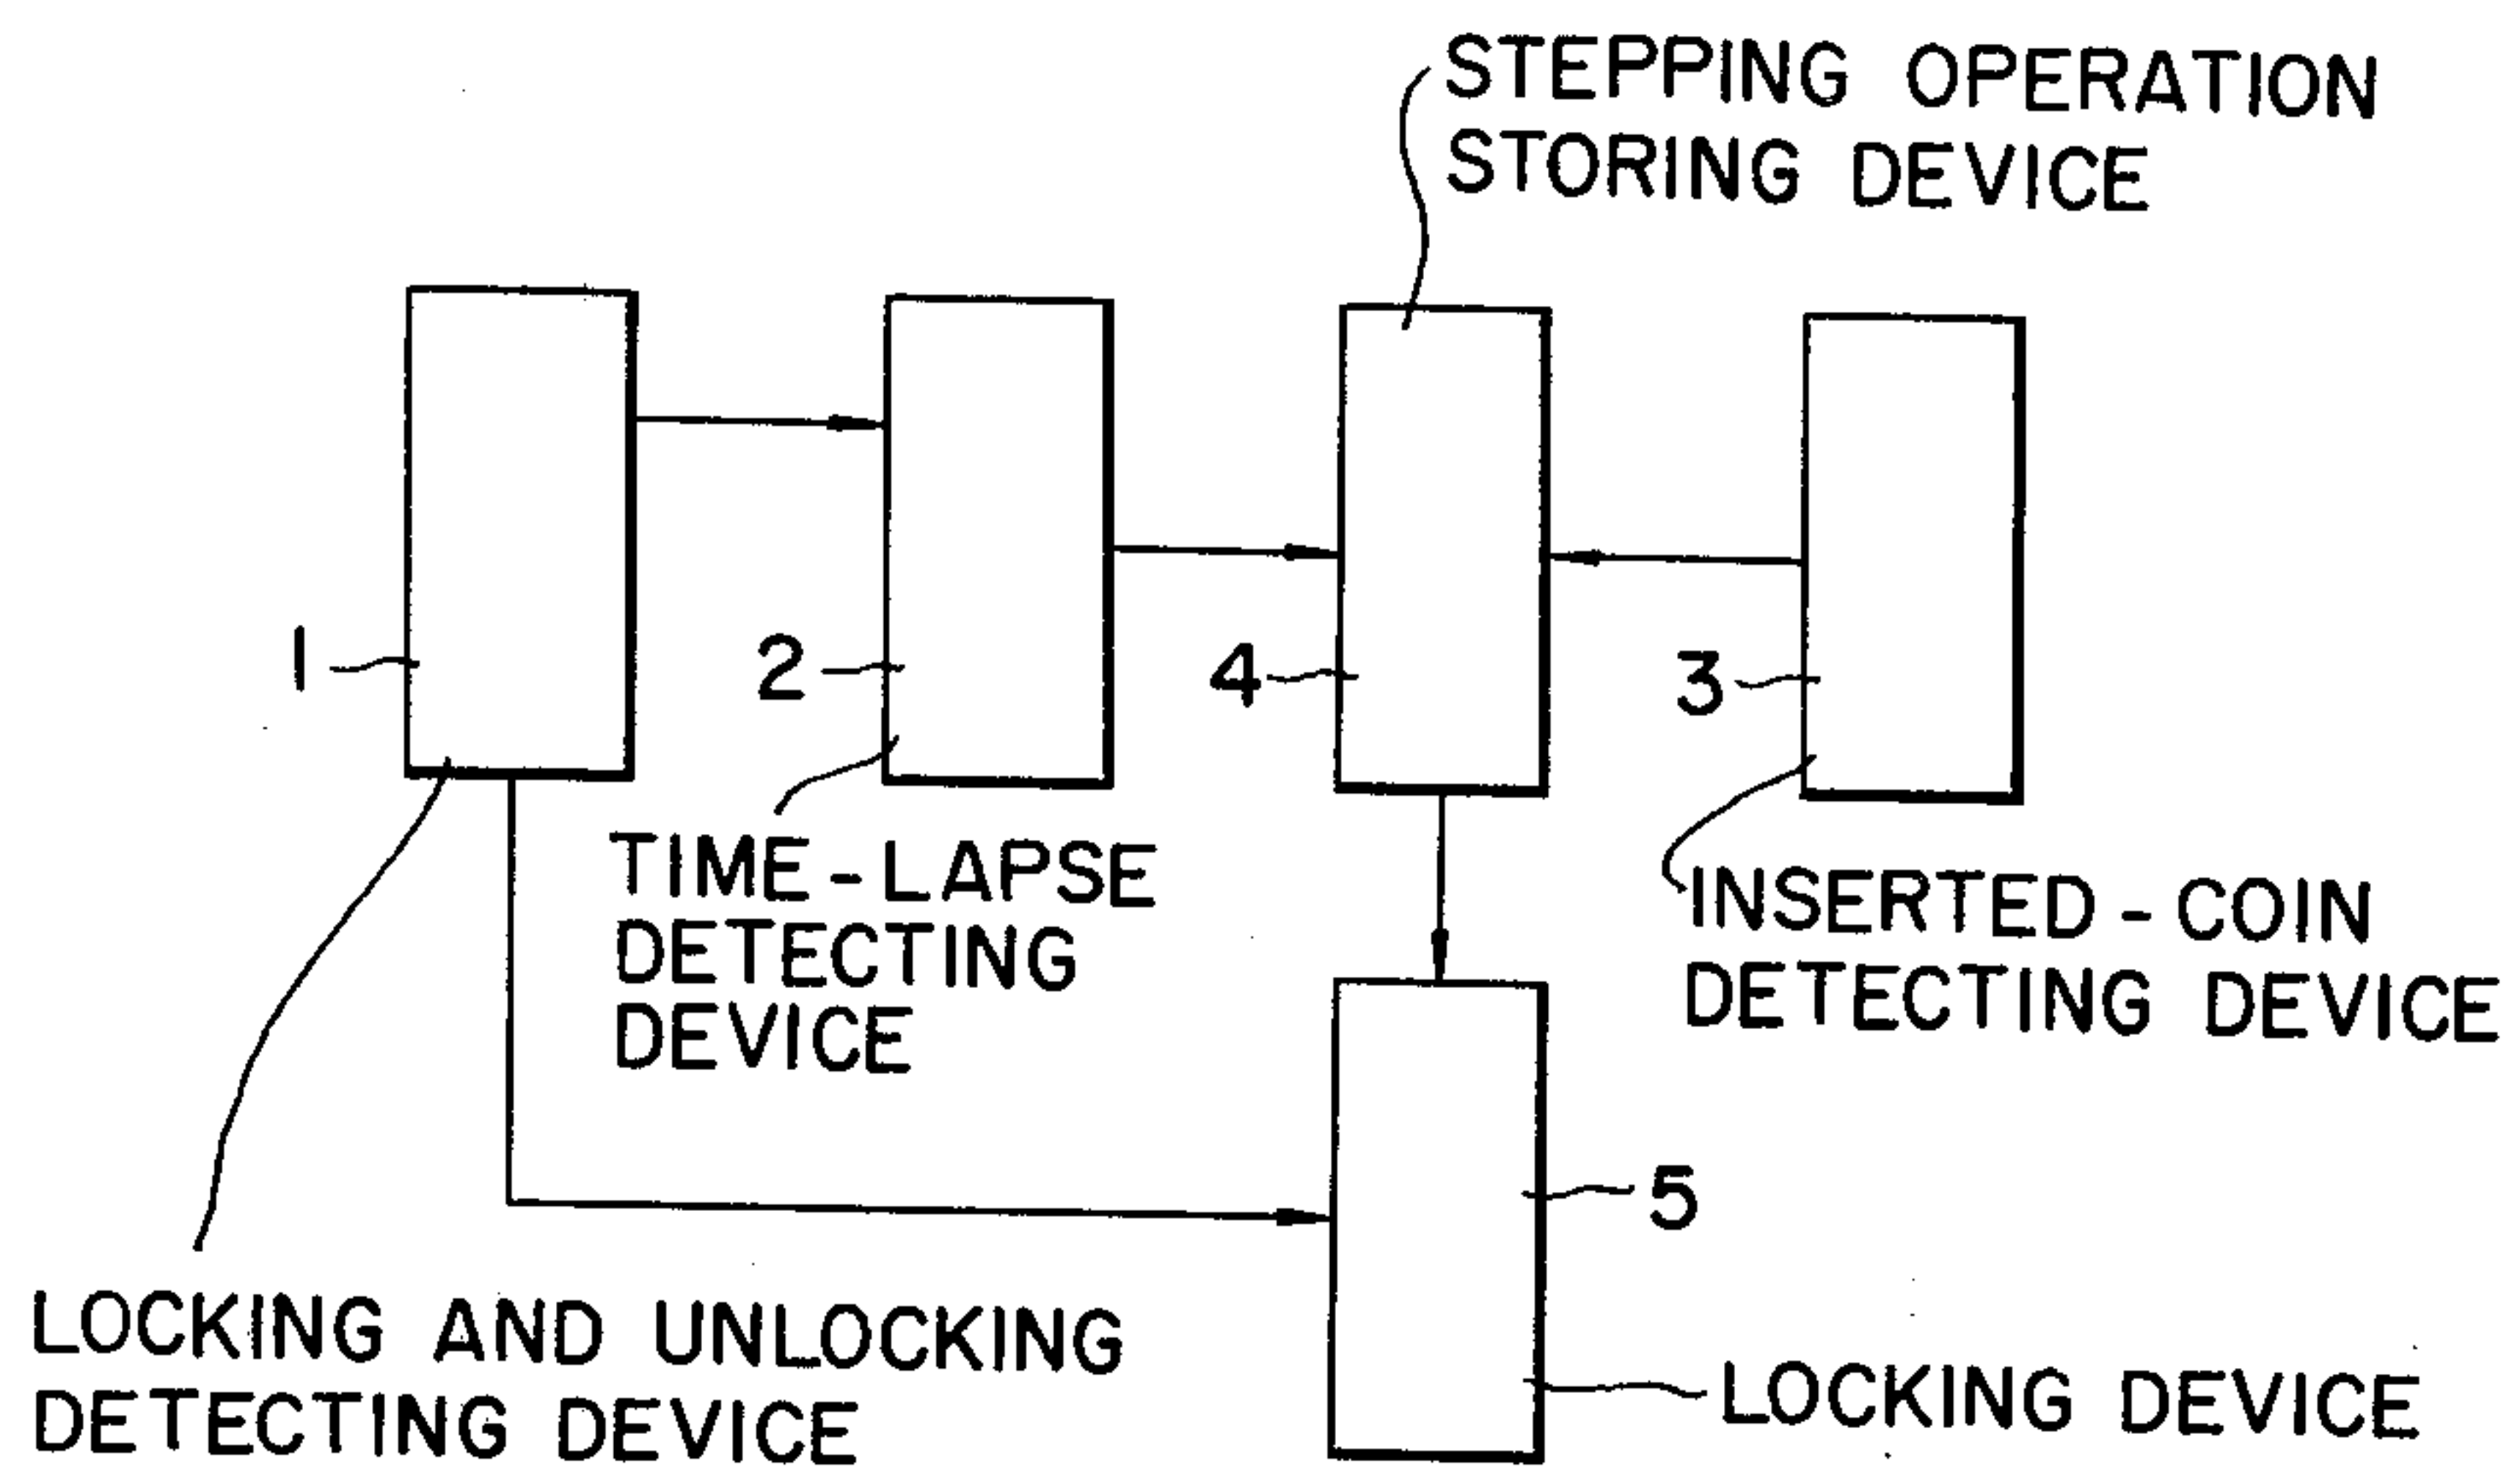 STEPPING OPERATION
STORING DEVICE
1
2
4
3
TIME-LAPSE
DETECTING
DEVICE
INSERTED-COIN
DETECTING DEVICE
5
LOCKING AND UNLOCKING
DETECTING DEVICE
LOCKING DEVICE